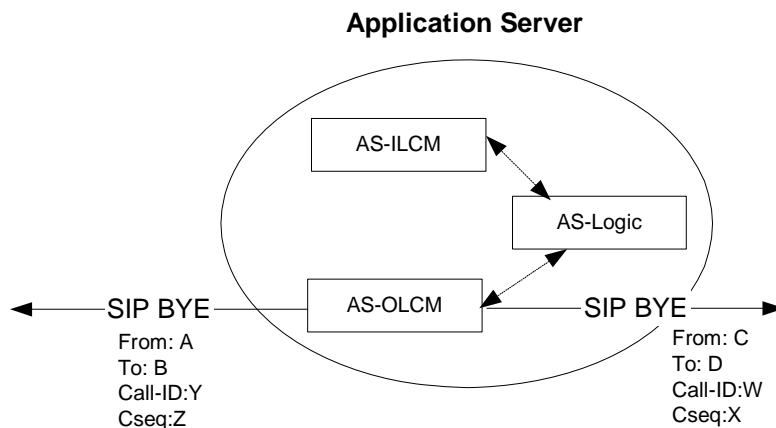 Application Server
AS-ILCM
AS-Logic
AS-OLCM
SIP BYE
From: A
To: B
Call-ID:Y
Cseq:Z
SIP BYE
From: C
To: D
Call-ID:W
Cseq:X